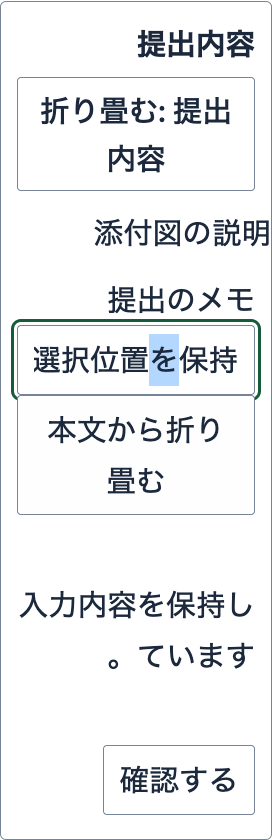 提出内容
折り畳む: 提出
内容
添付図の説明
提出のメモ
選択位置を保持
本文から折り
畳む
入力内容を保持し
ています。
確認する